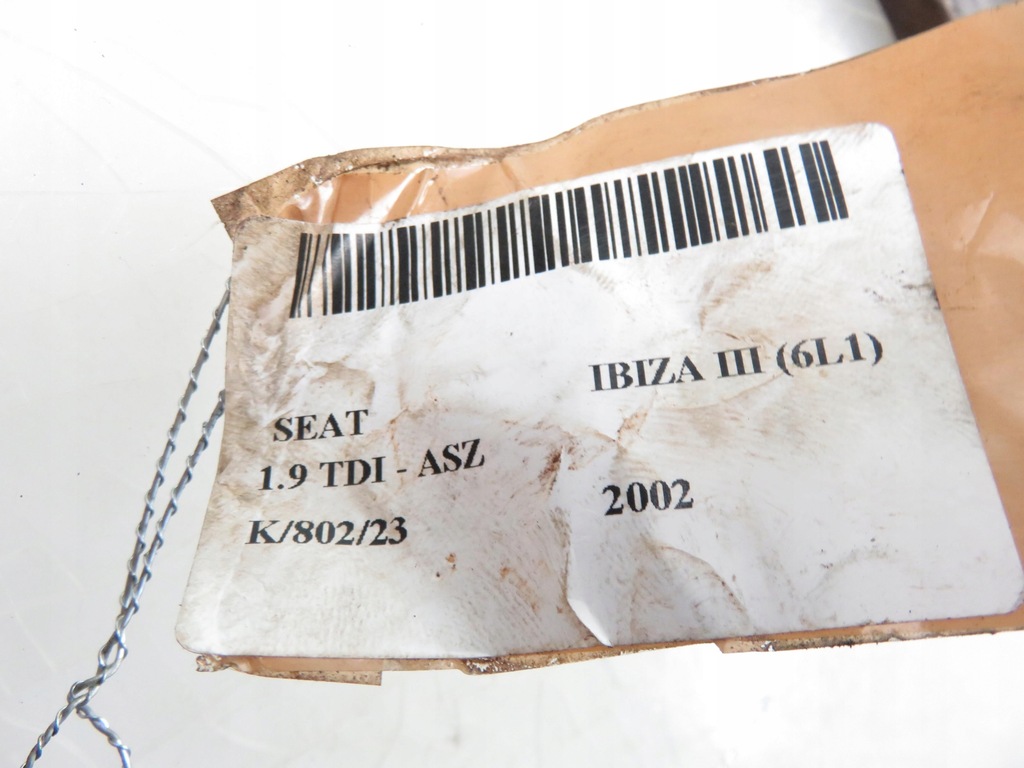 IBIZA III (6L1)
SEAT
1.9 TDI - ASZ
2002
K/802/23